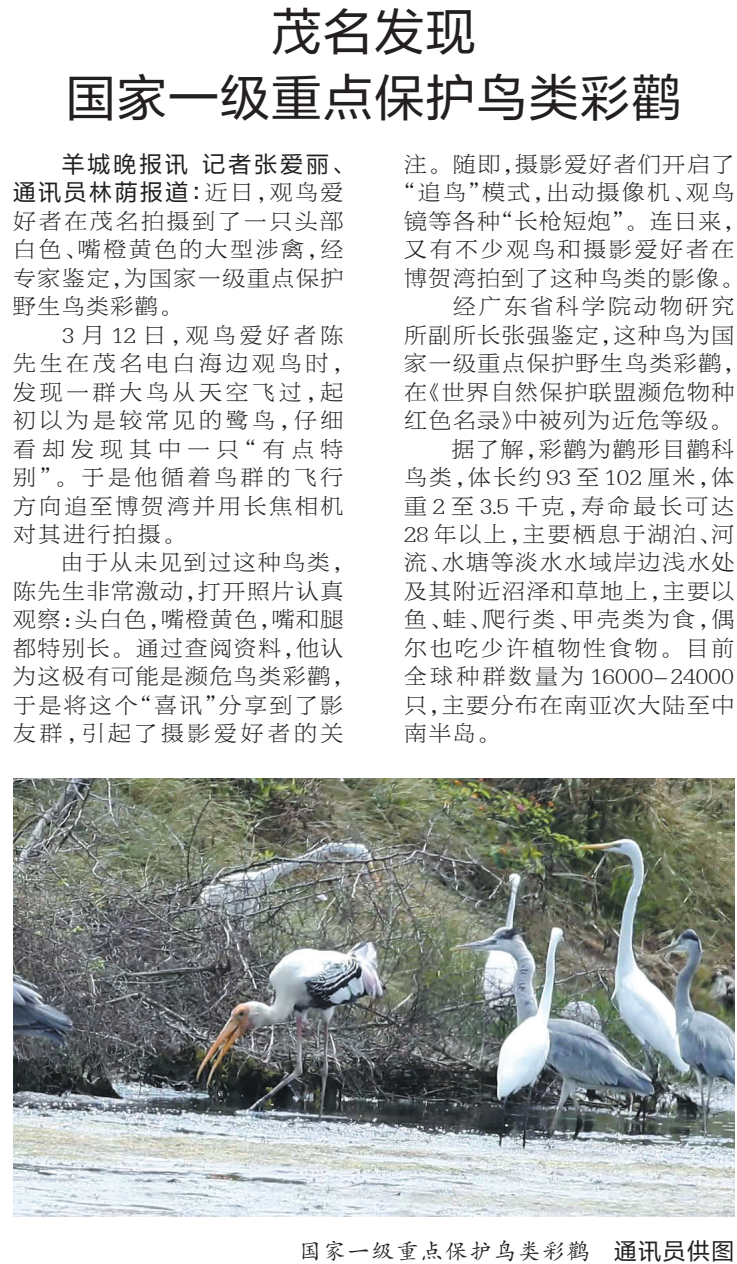 茂名发现
国家一级重点保护鸟类彩鹳
羊城晚报讯 记者张爱丽、
通讯员林荫报道:近日,观鸟爱
好者在茂名拍摄到了一只头部
白色、嘴橙黄色的大型涉禽,经
专家鉴定,为国家一级重点保护
野生鸟类彩鹳。
3 月 12 日,观鸟爱好者陈
先生在茂名电白海边观鸟时,
发现一群大鸟从天空飞过,起
初以为是较常见的鹭鸟,仔细
看却发现其中一只“有点特
别”。于是他循着鸟群的飞行
方向追至博贺湾并用长焦相机
对其进行拍摄。
由于从未见到过这种鸟类,
陈先生非常激动,打开照片认真
观察:头白色,嘴橙黄色,嘴和腿
都特别长。通过查阅资料,他认
为这极有可能是濒危鸟类彩鹳,
于是将这个“喜讯”分享到了影
友群,引起了摄影爱好者的关
注。随即,摄影爱好者们开启了
“追鸟”模式,出动摄像机、观鸟
镜等各种“长枪短炮”。连日来,
又有不少观鸟和摄影爱好者在
博贺湾拍到了这种鸟类的影像。
经广东省科学院动物研究
所副所长张强鉴定,这种鸟为国
家一级重点保护野生鸟类彩鹳,
在《世界自然保护联盟濒危物种
红色名录》中被列为近危等级。
据了解,彩鹳为鹳形目鹳科
鸟类,体长约 93 至 102 厘米,体
重 2 至 3.5 千克,寿命最长可达
28 年以上,主要栖息于湖泊、河
流、水塘等淡水水域岸边浅水处
及其附近沼泽和草地上,主要以
鱼、蛙、爬行类、甲壳类为食,偶
尔也吃少许植物性食物。目前
全球种群数量为 16000–24000
只,主要分布在南亚次大陆至中
南半岛。
国家一级重点保护鸟类彩鹳 通讯员供图